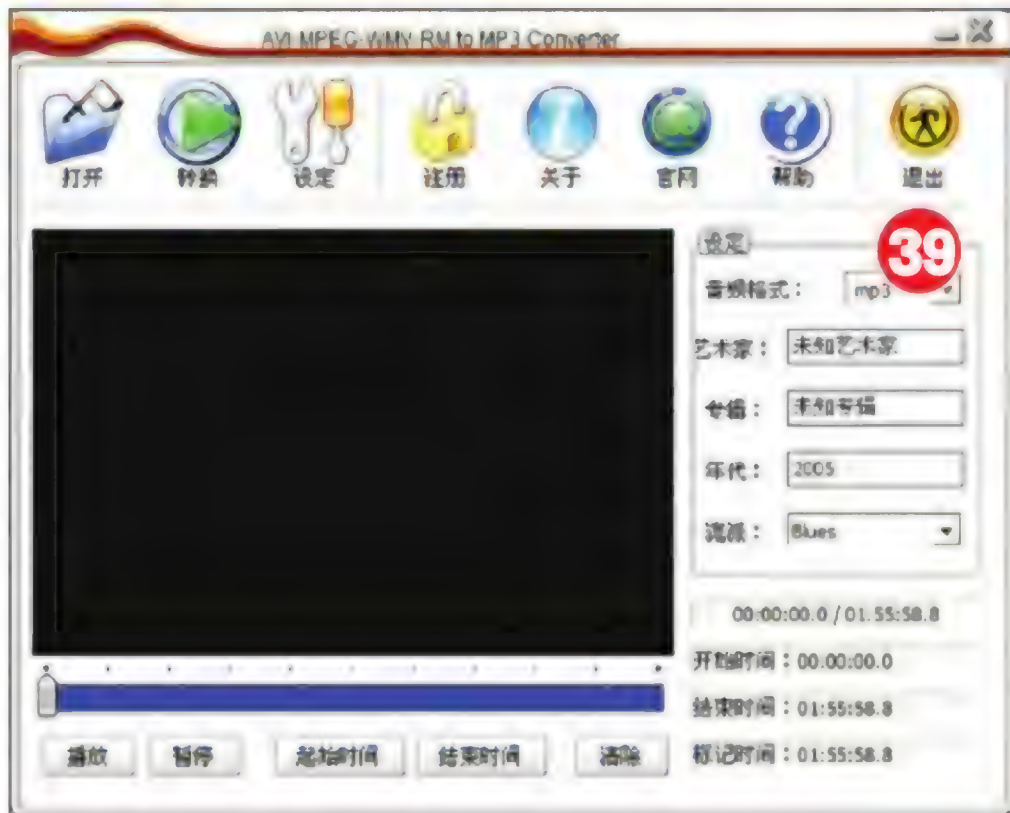 AVI MPEG WMV RM to MP3 Converter
打开 转换 设定 注册 关于 官网 帮助 退出
设定
39
音频格式： mp3
艺术家： 未知艺术家
专辑： 未知专辑
年代： 2005
流派： Blues
00:00:00.0 / 01:55:58.8
开始时间：00:00:00.0
结束时间：01:55:58.8
标记时间：01:55:58.8
播放 暂停 起始时间 结束时间 清除